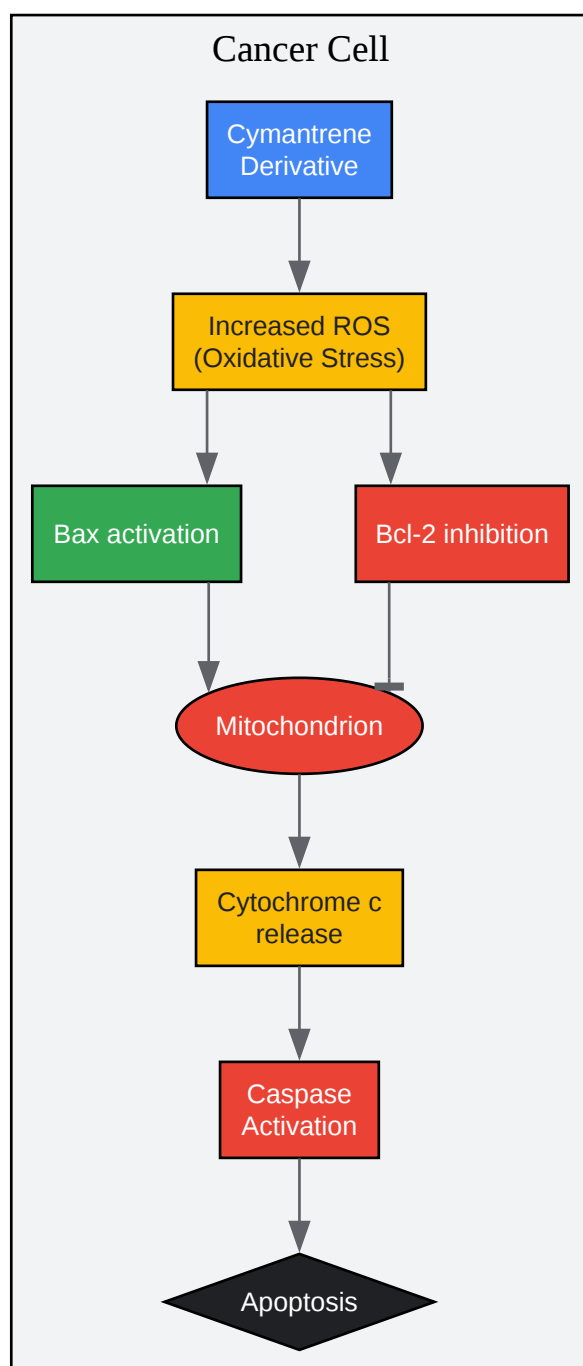 Cancer Cell
Cymantrene
Derivative
Increased ROS
(Oxidative Stress)
Bax activation
Bcl-2 inhibition
Mitochondrion
Cytochrome c
release
Caspase
Activation
Apoptosis